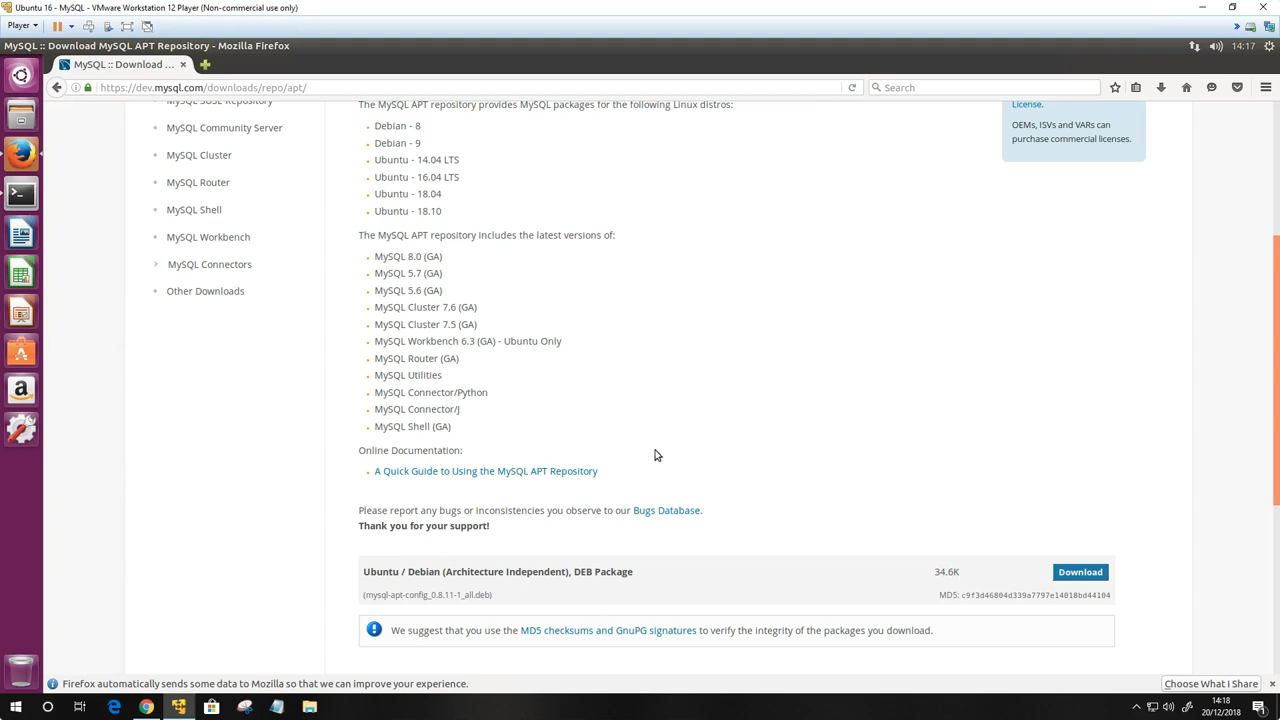 Ubuntu 16 - MySQL - VMware Workstation 12 Player (Non-commercial use only)
Player
MySQL :: Download MySQL APT Repository - Mozilla Firefox
14:17
MySQL :: Download ...
https://dev.mysql.com/downloads/repo/apt/
Search
MySQL SUSE Repository
MySQL Community Server
MySQL Cluster
MySQL Router
MySQL Shell
MySQL Workbench
MySQL Connectors
Other Downloads
The MySQL APT repository provides MySQL packages for the following Linux distros:
Debian - 8
Debian - 9
Ubuntu - 14.04 LTS
Ubuntu - 16.04 LTS
Ubuntu - 18.04
Ubuntu - 18.10
The MySQL APT repository includes the latest versions of:
MySQL 8.0 (GA)
MySQL 5.7 (GA)
MySQL 5.6 (GA)
MySQL Cluster 7.6 (GA)
MySQL Cluster 7.5 (GA)
MySQL Workbench 6.3 (GA) - Ubuntu Only
MySQL Router (GA)
MySQL Utilities
MySQL Connector/Python
MySQL Connector/J
MySQL Shell (GA)
Online Documentation:
A Quick Guide to Using the MySQL APT Repository
Please report any bugs or inconsistencies you observe to our Bugs Database.
Thank you for your support!
License.
OEMs, ISVs and VARs can
purchase commercial licenses.
Ubuntu / Debian (Architecture Independent), DEB Package
34.6K
Download
(mysql-apt-config_0.8.11-1_all.deb)
MD5: c9f3d46804d339a7797e14018bd44104
We suggest that you use the MD5 checksums and GnuPG signatures to verify the integrity of the packages you download.
Firefox automatically sends some data to Mozilla so that we can improve your experience.
Choose What I Share
14:18
20/12/2018